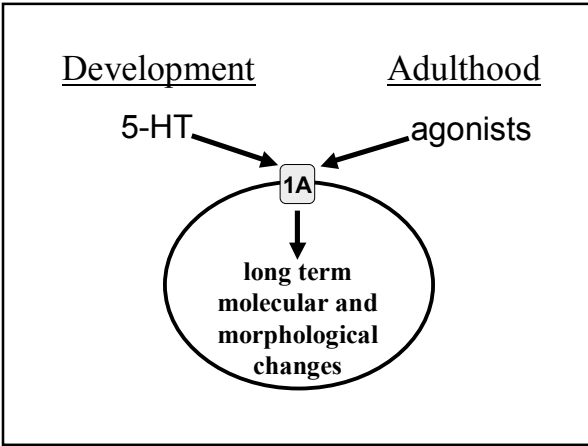 Development
Adulthood
5-HT
agonists
1A
long term
molecular and
morphological
changes